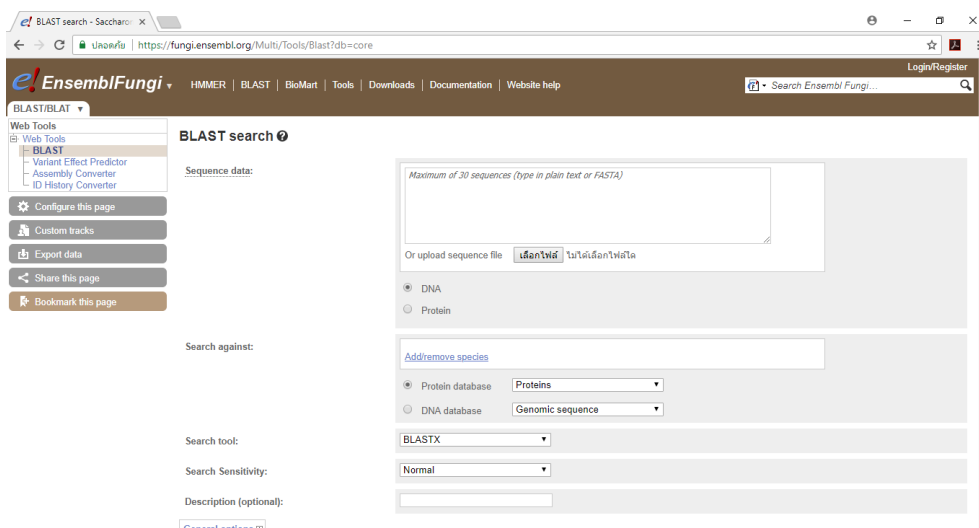 BLAST search - Saccharo
ปลอดภัย | https://fungi.ensembl.org/Multi/Tools/Blast?db=core
Login/Register
e! EnsemblFungi HMMER | BLAST | BioMart | Tools | Downloads | Documentation | Website help
Search Ensembl Fungi...
BLAST/BLAT
Web Tools
Web Tools
BLAST
Variant Effect Predictor
Assembly Converter
ID History Converter
Configure this page
Custom tracks
Export data
Share this page
Bookmark this page
BLAST search
Sequence data:
Maximum of 30 sequences (type in plain text or FASTA)
Or upload sequence file เลือกไฟล์ ไม่ได้เลือกไฟล์ใด
DNA
Protein
Search against:
Add/remove species
Protein database Proteins
DNA database Genomic sequence
Search tool: BLASTX
Search Sensitivity: Normal
Description (optional):
General options